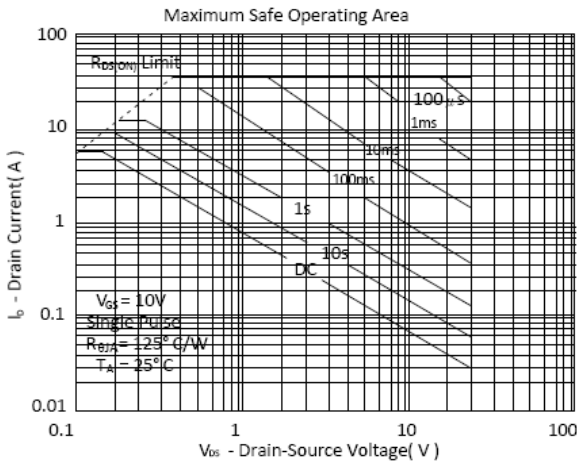 Maximum Safe Operating Area
100
RDS(ON) Limit
100µs
10
1ms
10ms
100ms
1
1s
10s
DC
0.1
VGS = 10V
Single Pulse
RθJA= 125° C/W
TA = 25° C
0.01
0.1
1
10
100
ID - Drain Current( A )
VDS - Drain-Source Voltage( V )